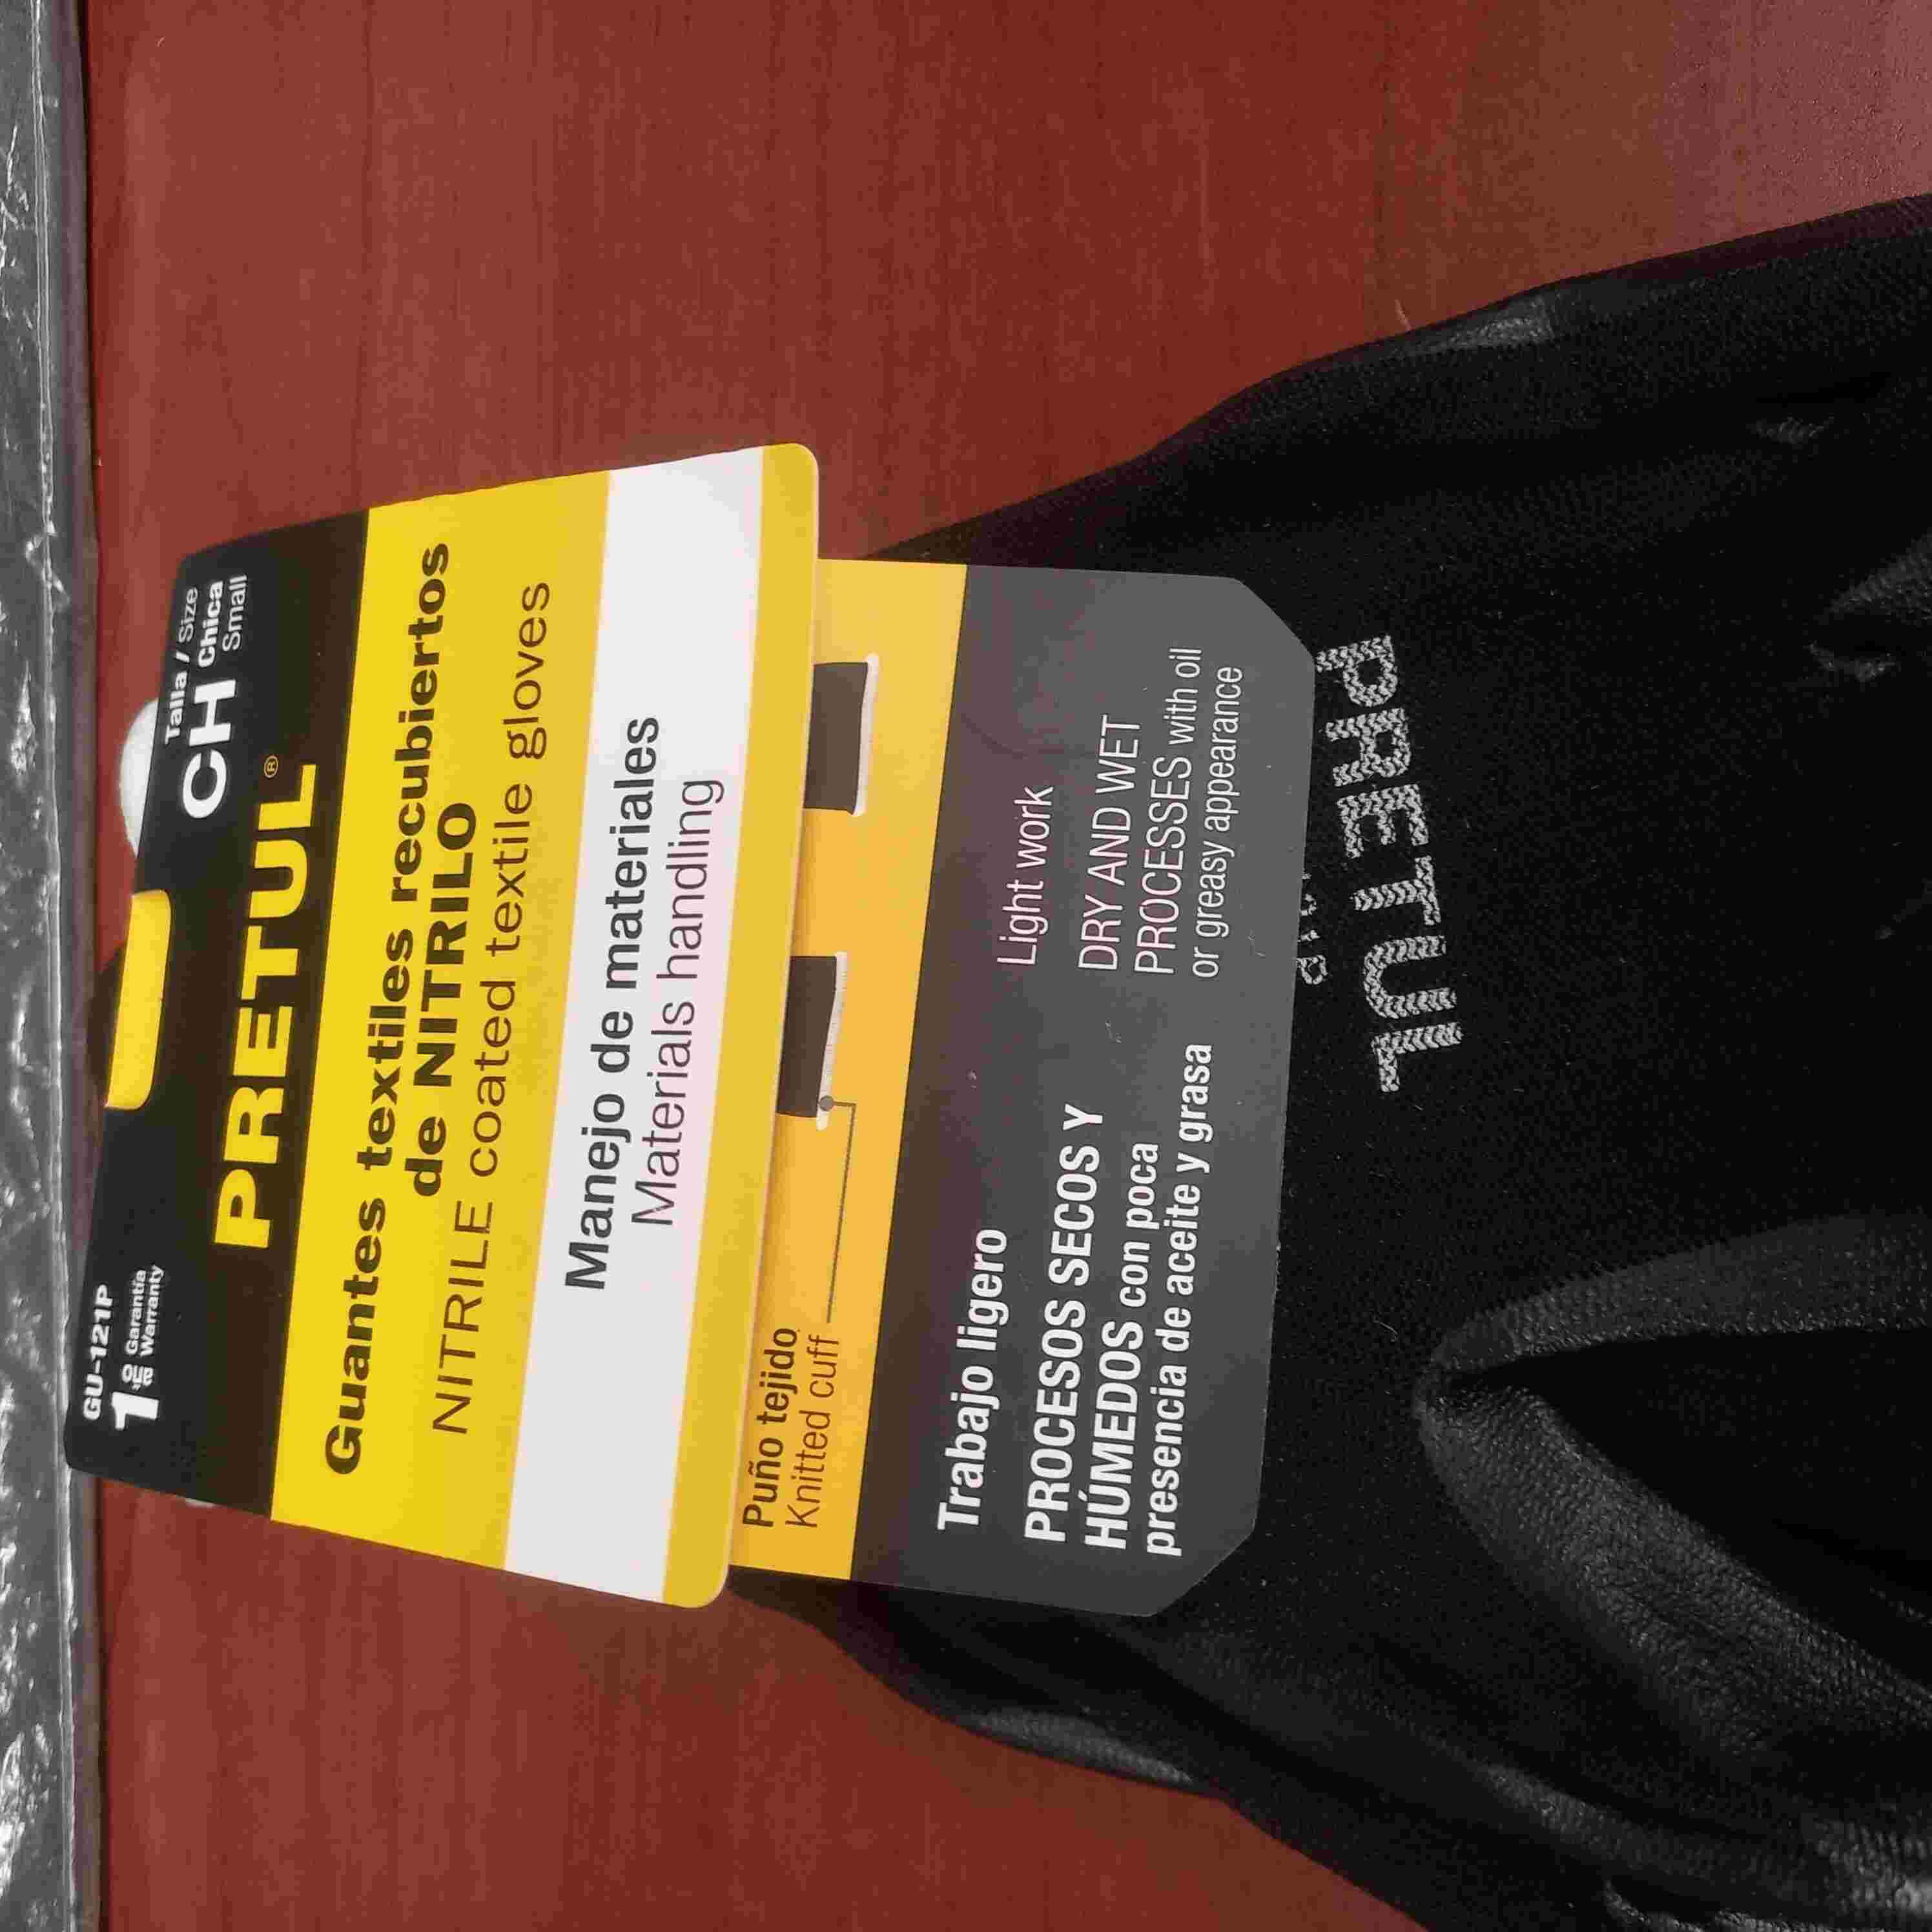 GU-121P
1 año Garantía
year Warranty
Talla / Size
CH Chica
Small
PRETUL®
Guantes textiles recubiertos
de NITRILO
NITRILE coated textile gloves
Manejo de materiales
Materials handling
Puño tejido
Knitted cuff
Trabajo ligero
PROCESOS SECOS Y
HÚMEDOS con poca
presencia de aceite y grasa
Light work
DRY AND WET
PROCESSES with oil
or greasy appearance
PRETUL